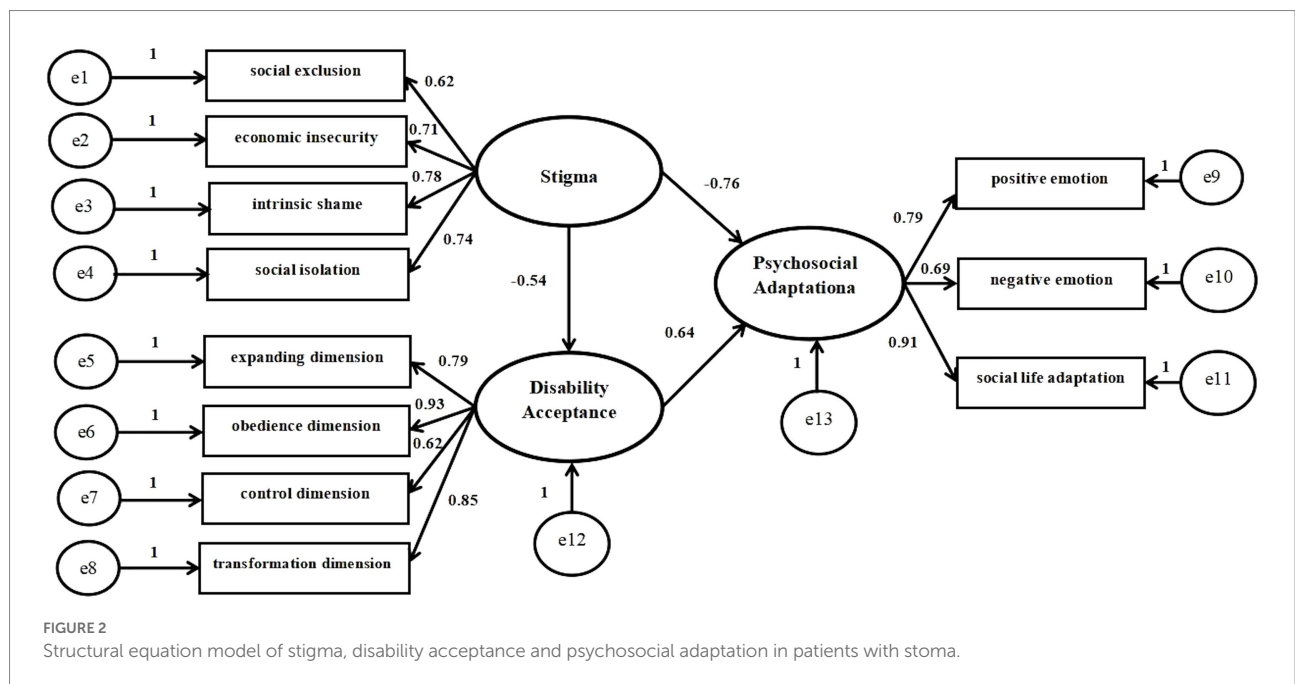 e1
1
social exclusion
0.62
e2
1
economic insecurity
0.71
e3
1
intrinsic shame
0.78
e4
1
social isolation
0.74
Stigma
-0.76
-0.54
e5
1
expanding dimension
0.79
e6
1
obedience dimension
0.93
e7
1
control dimension
0.62
e8
1
transformation dimension
0.85
Disability
Acceptance
1
e12
0.64
Psychosocial
Adaptationa
1
e13
0.79
positive emotion
1
e9
0.69
negative emotion
1
e10
0.91
social life adaptation
1
e11
FIGURE 2
Structural equation model of stigma, disability acceptance and psychosocial adaptation in patients with stoma.